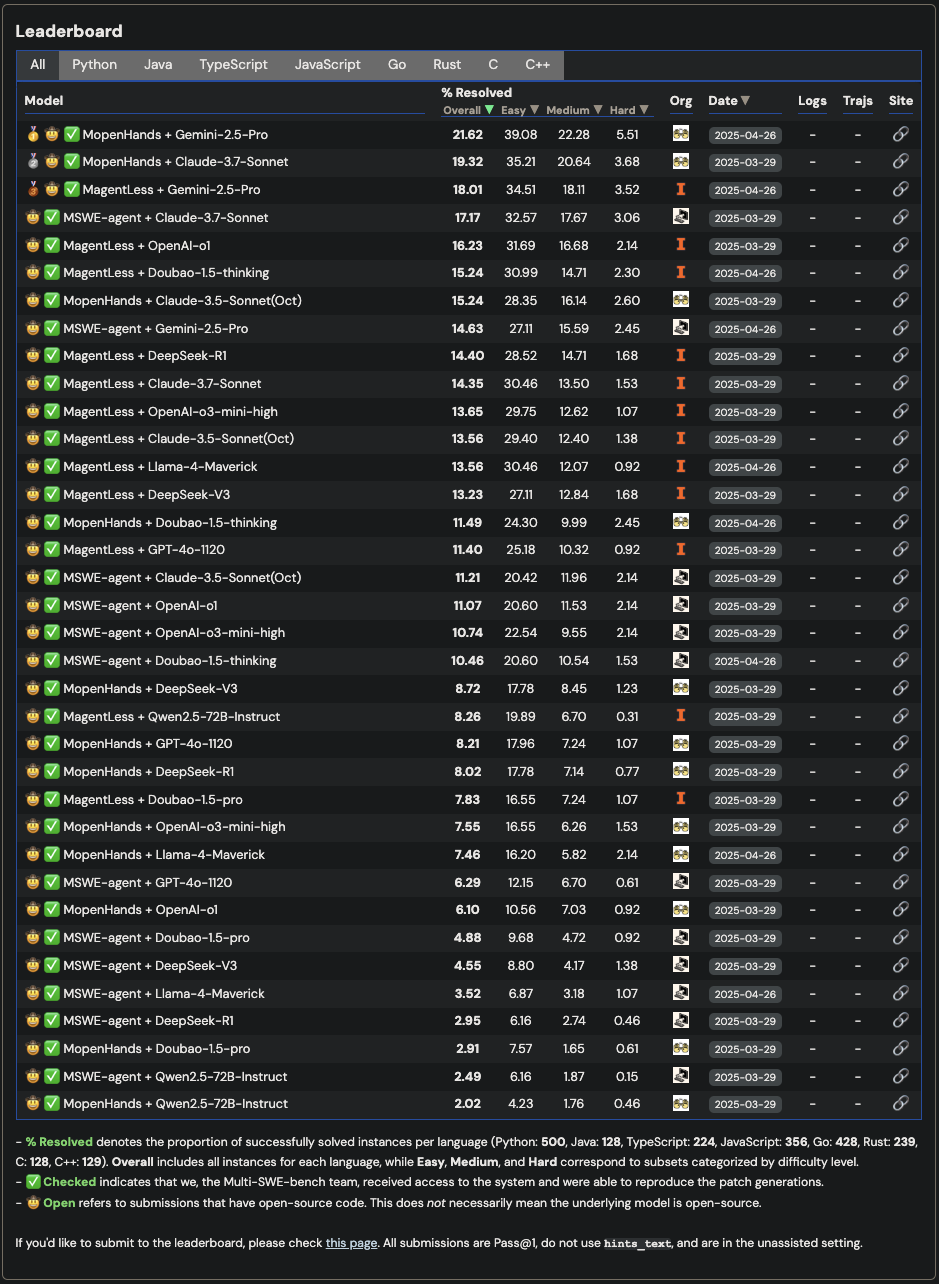 Leaderboard
All Python Java TypeScript JavaScript Go Rust C C++
Model % Resolved Org Date▼ Logs Trajs Site
Overall ▼ Easy ▼ Medium ▼ Hard ▼
🥇 🤠 ✅ MopenHands + Gemini-2.5-Pro 21.62 39.08 22.28 5.51 2025-04-26 - - 🔗
🥈 🤠 ✅ MopenHands + Claude-3.7-Sonnet 19.32 35.21 20.64 3.68 2025-03-29 - - 🔗
🥉 🤠 ✅ MagentLess + Gemini-2.5-Pro 18.01 34.51 18.11 3.52 I 2025-04-26 - - 🔗
🤠 ✅ MSWE-agent + Claude-3.7-Sonnet 17.17 32.57 17.67 3.06 2025-03-29 - - 🔗
🤠 ✅ MagentLess + OpenAI-o1 16.23 31.69 16.68 2.14 I 2025-03-29 - - 🔗
🤠 ✅ MagentLess + Doubao-1.5-thinking 15.24 30.99 14.71 2.30 I 2025-04-26 - - 🔗
🤠 ✅ MopenHands + Claude-3.5-Sonnet(Oct) 15.24 28.35 16.14 2.60 2025-03-29 - - 🔗
🤠 ✅ MSWE-agent + Gemini-2.5-Pro 14.63 27.11 15.59 2.45 2025-04-26 - - 🔗
🤠 ✅ MagentLess + DeepSeek-R1 14.40 28.52 14.71 1.68 I 2025-03-29 - - 🔗
🤠 ✅ MagentLess + Claude-3.7-Sonnet 14.35 30.46 13.50 1.53 I 2025-03-29 - - 🔗
🤠 ✅ MagentLess + OpenAI-o3-mini-high 13.65 29.75 12.62 1.07 I 2025-03-29 - - 🔗
🤠 ✅ MagentLess + Claude-3.5-Sonnet(Oct) 13.56 29.40 12.40 1.38 I 2025-03-29 - - 🔗
🤠 ✅ MagentLess + Llama-4-Maverick 13.56 30.46 12.07 0.92 I 2025-04-26 - - 🔗
🤠 ✅ MagentLess + DeepSeek-V3 13.23 27.11 12.84 1.68 I 2025-03-29 - - 🔗
🤠 ✅ MopenHands + Doubao-1.5-thinking 11.49 24.30 9.99 2.45 2025-04-26 - - 🔗
🤠 ✅ MagentLess + GPT-4o-1120 11.40 25.18 10.32 0.92 I 2025-03-29 - - 🔗
🤠 ✅ MSWE-agent + Claude-3.5-Sonnet(Oct) 11.21 20.42 11.96 2.14 2025-03-29 - - 🔗
🤠 ✅ MSWE-agent + OpenAI-o1 11.07 20.60 11.53 2.14 2025-03-29 - - 🔗
🤠 ✅ MSWE-agent + OpenAI-o3-mini-high 10.74 22.54 9.55 2.14 2025-03-29 - - 🔗
🤠 ✅ MSWE-agent + Doubao-1.5-thinking 10.46 20.60 10.54 1.53 2025-04-26 - - 🔗
🤠 ✅ MopenHands + DeepSeek-V3 8.72 17.78 8.45 1.23 2025-03-29 - - 🔗
🤠 ✅ MagentLess + Qwen2.5-72B-Instruct 8.26 19.89 6.70 0.31 I 2025-03-29 - - 🔗
🤠 ✅ MopenHands + GPT-4o-1120 8.21 17.96 7.24 1.07 2025-03-29 - - 🔗
🤠 ✅ MopenHands + DeepSeek-R1 8.02 17.78 7.14 0.77 2025-03-29 - - 🔗
🤠 ✅ MagentLess + Doubao-1.5-pro 7.83 16.55 7.24 1.07 I 2025-03-29 - - 🔗
🤠 ✅ MopenHands + OpenAI-o3-mini-high 7.55 16.55 6.26 1.53 2025-03-29 - - 🔗
🤠 ✅ MopenHands + Llama-4-Maverick 7.46 16.20 5.82 2.14 2025-04-26 - - 🔗
🤠 ✅ MSWE-agent + GPT-4o-1120 6.29 12.15 6.70 0.61 2025-03-29 - - 🔗
🤠 ✅ MopenHands + OpenAI-o1 6.10 10.56 7.03 0.92 2025-03-29 - - 🔗
🤠 ✅ MSWE-agent + Doubao-1.5-pro 4.88 9.68 4.72 0.92 2025-03-29 - - 🔗
🤠 ✅ MSWE-agent + DeepSeek-V3 4.55 8.80 4.17 1.38 2025-03-29 - - 🔗
🤠 ✅ MSWE-agent + Llama-4-Maverick 3.52 6.87 3.18 1.07 2025-04-26 - - 🔗
🤠 ✅ MSWE-agent + DeepSeek-R1 2.95 6.16 2.74 0.46 2025-03-29 - - 🔗
🤠 ✅ MopenHands + Doubao-1.5-pro 2.91 7.57 1.65 0.61 2025-03-29 - - 🔗
🤠 ✅ MSWE-agent + Qwen2.5-72B-Instruct 2.49 6.16 1.87 0.15 2025-03-29 - - 🔗
🤠 ✅ MopenHands + Qwen2.5-72B-Instruct 2.02 4.23 1.76 0.46 2025-03-29 - - 🔗
- % Resolved denotes the proportion of successfully solved instances per language (Python: 500, Java: 128, TypeScript: 224, JavaScript: 356, Go: 428, Rust: 239,
C: 128, C++: 129). Overall includes all instances for each language, while Easy, Medium, and Hard correspond to subsets categorized by difficulty level.
- ✅ Checked indicates that we, the Multi-SWE-bench team, received access to the system and were able to reproduce the patch generations.
- 🤠 Open refers to submissions that have open-source code. This does not necessarily mean the underlying model is open-source.
If you'd like to submit to the leaderboard, please check this page. All submissions are Pass@1, do not use hints_text, and are in the unassisted setting.